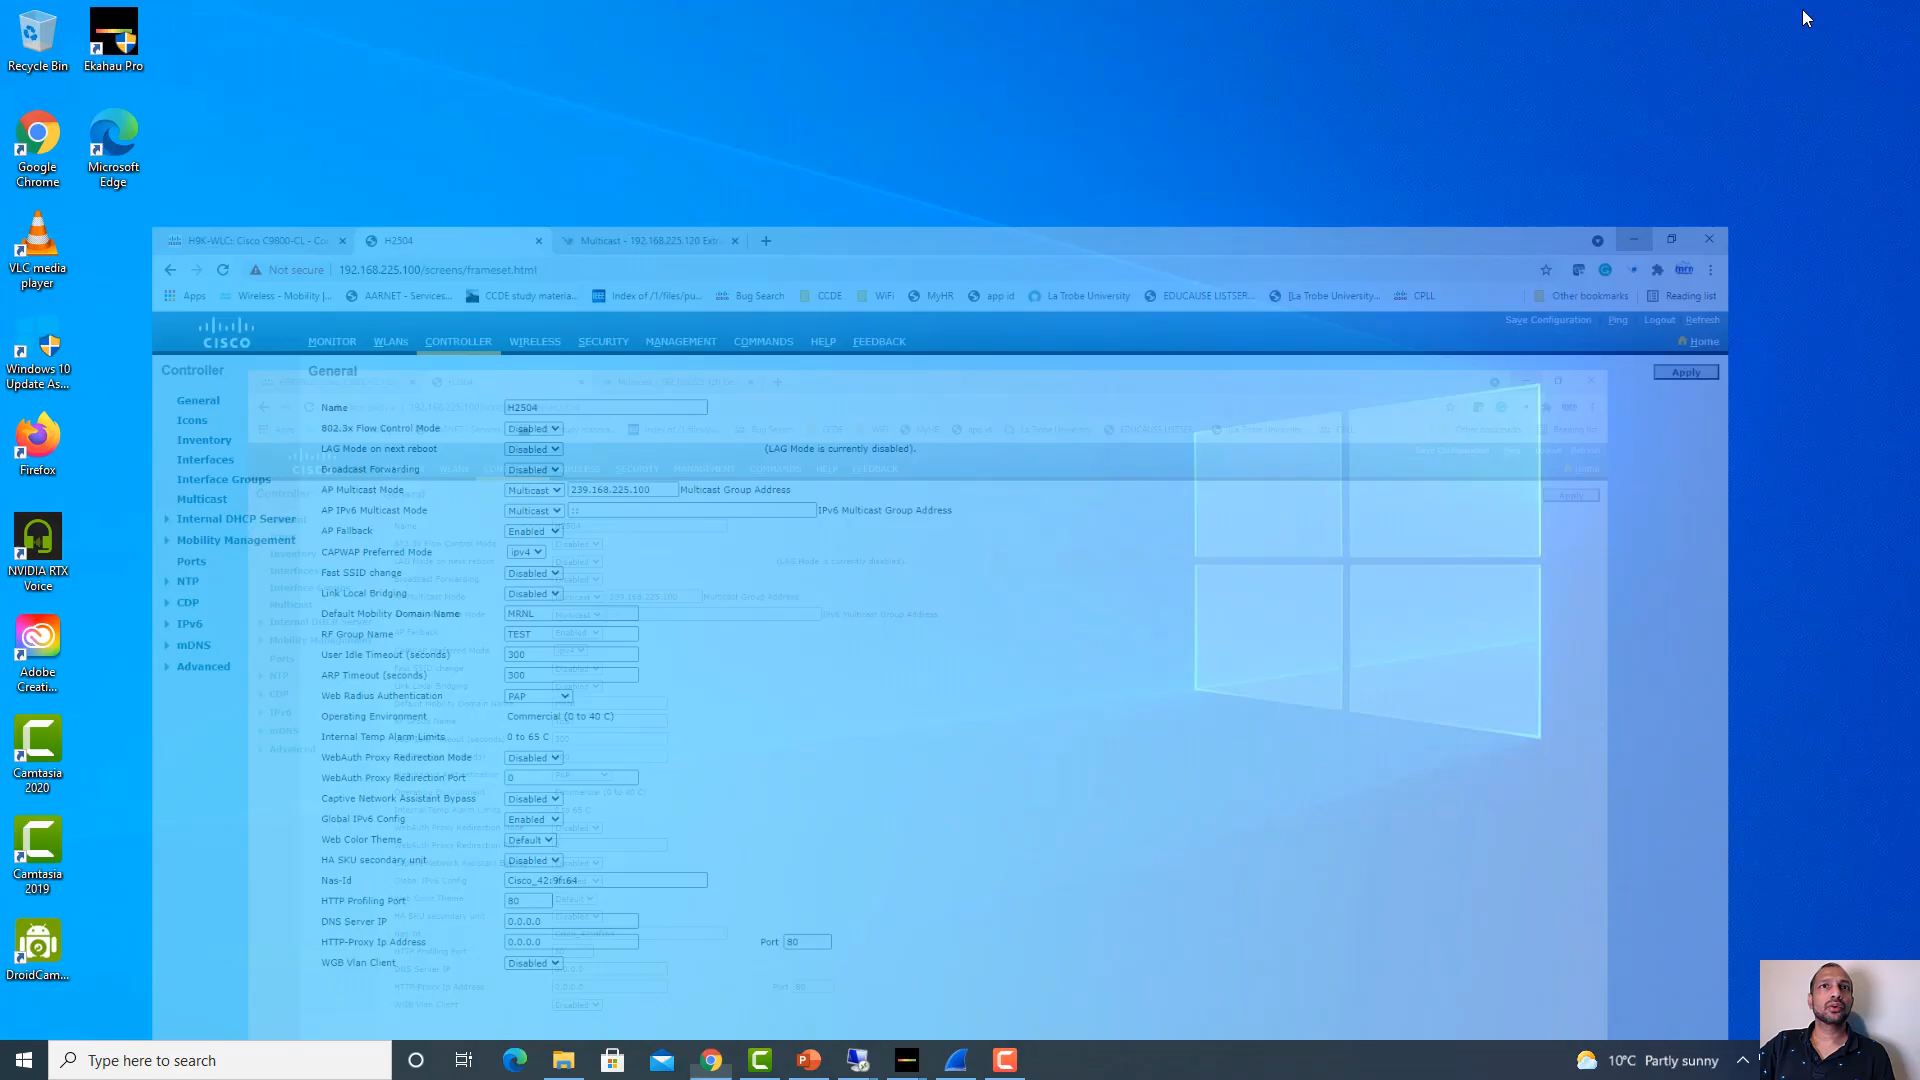 Recycle Bin
Ekahau Pro
Google
Chrome
Microsoft
Edge
VLC media
player
Windows 10
Update As...
Firefox
NVIDIA RTX
Voice
Adobe
Creati...
Camtasia
2020
Camtasia
2019
DroidCam...
H9K-WLC:: Cisco C9800-CL - Co
H2504
Multicast - 192.168.225.120 Ext
Not secure
192.168.225.100/screens/frameset.html
Apps
Wireless - Mobility |...
AARNET - Services...
CCDE study materia...
Index of /1/files/pu...
Bug Search
CCDE
WiFi
MyHR
app id
La Trobe University
EDUCAUSE LISTSER...
[La Trobe University...
CPLL
Other bookmarks
Reading list
Save Configuration
Ping
Logout
Refresh
CISCO
MONITOR
WLANs
CONTROLLER
WIRELESS
SECURITY
MANAGEMENT
COMMANDS
HELP
FEEDBACK
Home
Controller
General
Icons
Inventory
Interfaces
Interface Groups
Multicast
Internal DHCP Server
Mobility Management
Ports
NTP
CDP
IPv6
mDNS
Advanced
General
Apply
Name H2504
802.3x Flow Control Mode Disabled
LAG Mode on next reboot Disabled (LAG Mode is currently disabled).
Broadcast Forwarding Disabled
AP Multicast Mode Multicast 239.168.225.100 Multicast Group Address
AP IPv6 Multicast Mode Multicast :: IPv6 Multicast Group Address
AP Fallback Enabled
CAPWAP Preferred Mode ipv4
Fast SSID change Disabled
Link Local Bridging Disabled
Default Mobility Domain Name MRNL
RF Group Name TEST
User Idle Timeout (seconds) 300
ARP Timeout (seconds) 300
Web Radius Authentication PAP
Operating Environment Commercial (0 to 40 C)
Internal Temp Alarm Limits 0 to 65 C
WebAuth Proxy Redirection Mode Disabled
WebAuth Proxy Redirection Port 0
Captive Network Assistant Bypass Disabled
Global IPv6 Config Enabled
Web Color Theme Default
HA SKU secondary unit Disabled
Nas-Id Cisco_42:9f:64
HTTP Profiling Port 80
DNS Server IP 0.0.0.0
HTTP-Proxy Ip Address 0.0.0.0 Port 80
WGB Vlan Client Disabled
Type here to search
10°C Partly sunny